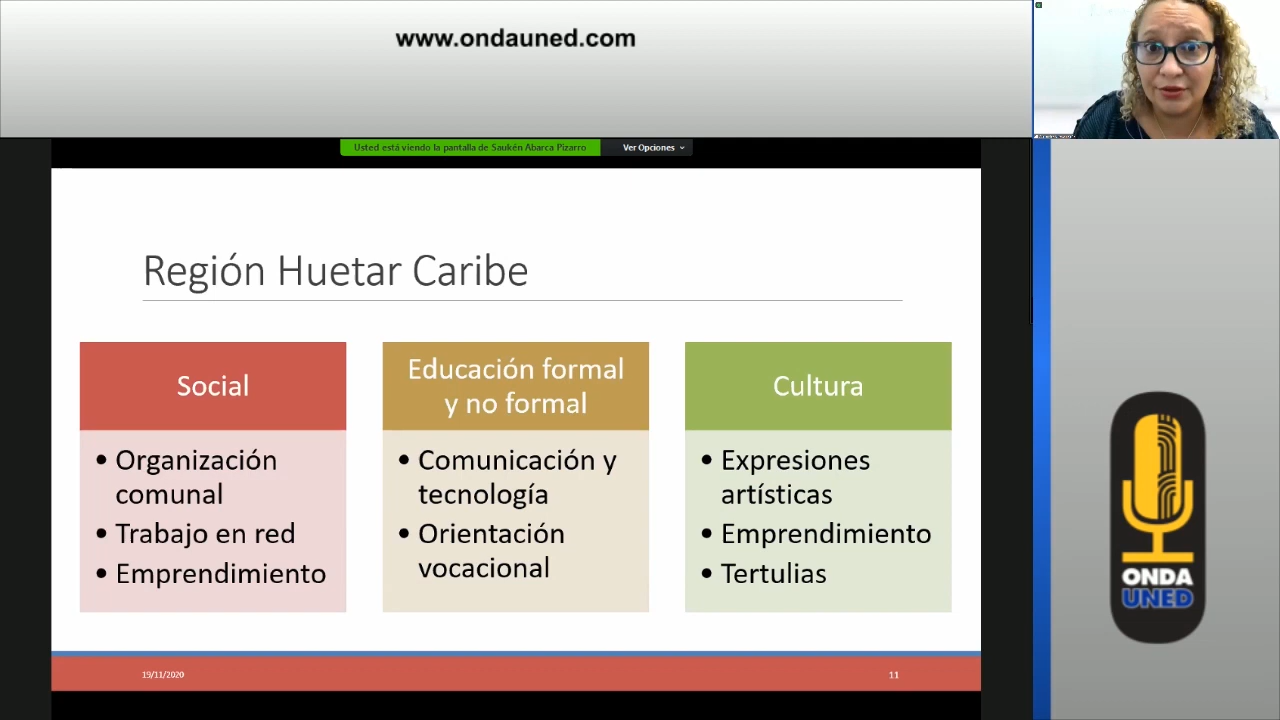 www.ondauned.com
Usted está viendo la pantalla de Saukén Abarca Pizarro
Ver Opciones
Región Huetar Caribe
Social
• Organización
comunal
• Trabajo en red
• Emprendimiento
Educación formal
y no formal
• Comunicación y
tecnología
• Orientación
vocacional
Cultura
• Expresiones
artísticas
• Emprendimiento
• Tertulias
19/11/2020
11
ONDA
UNED